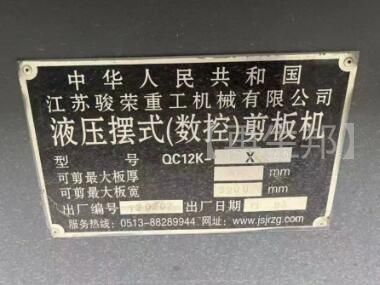 中华人民共和国
江苏骏荣重工机械有限公司
液压摆式(数控)剪板机
型 号 QC12K- X
可剪最大板厚 mm
可剪最大板宽 3200 mm
出厂编号 出厂日期
服务热线: 0513-88289944 网址: www.jsjrzg.com